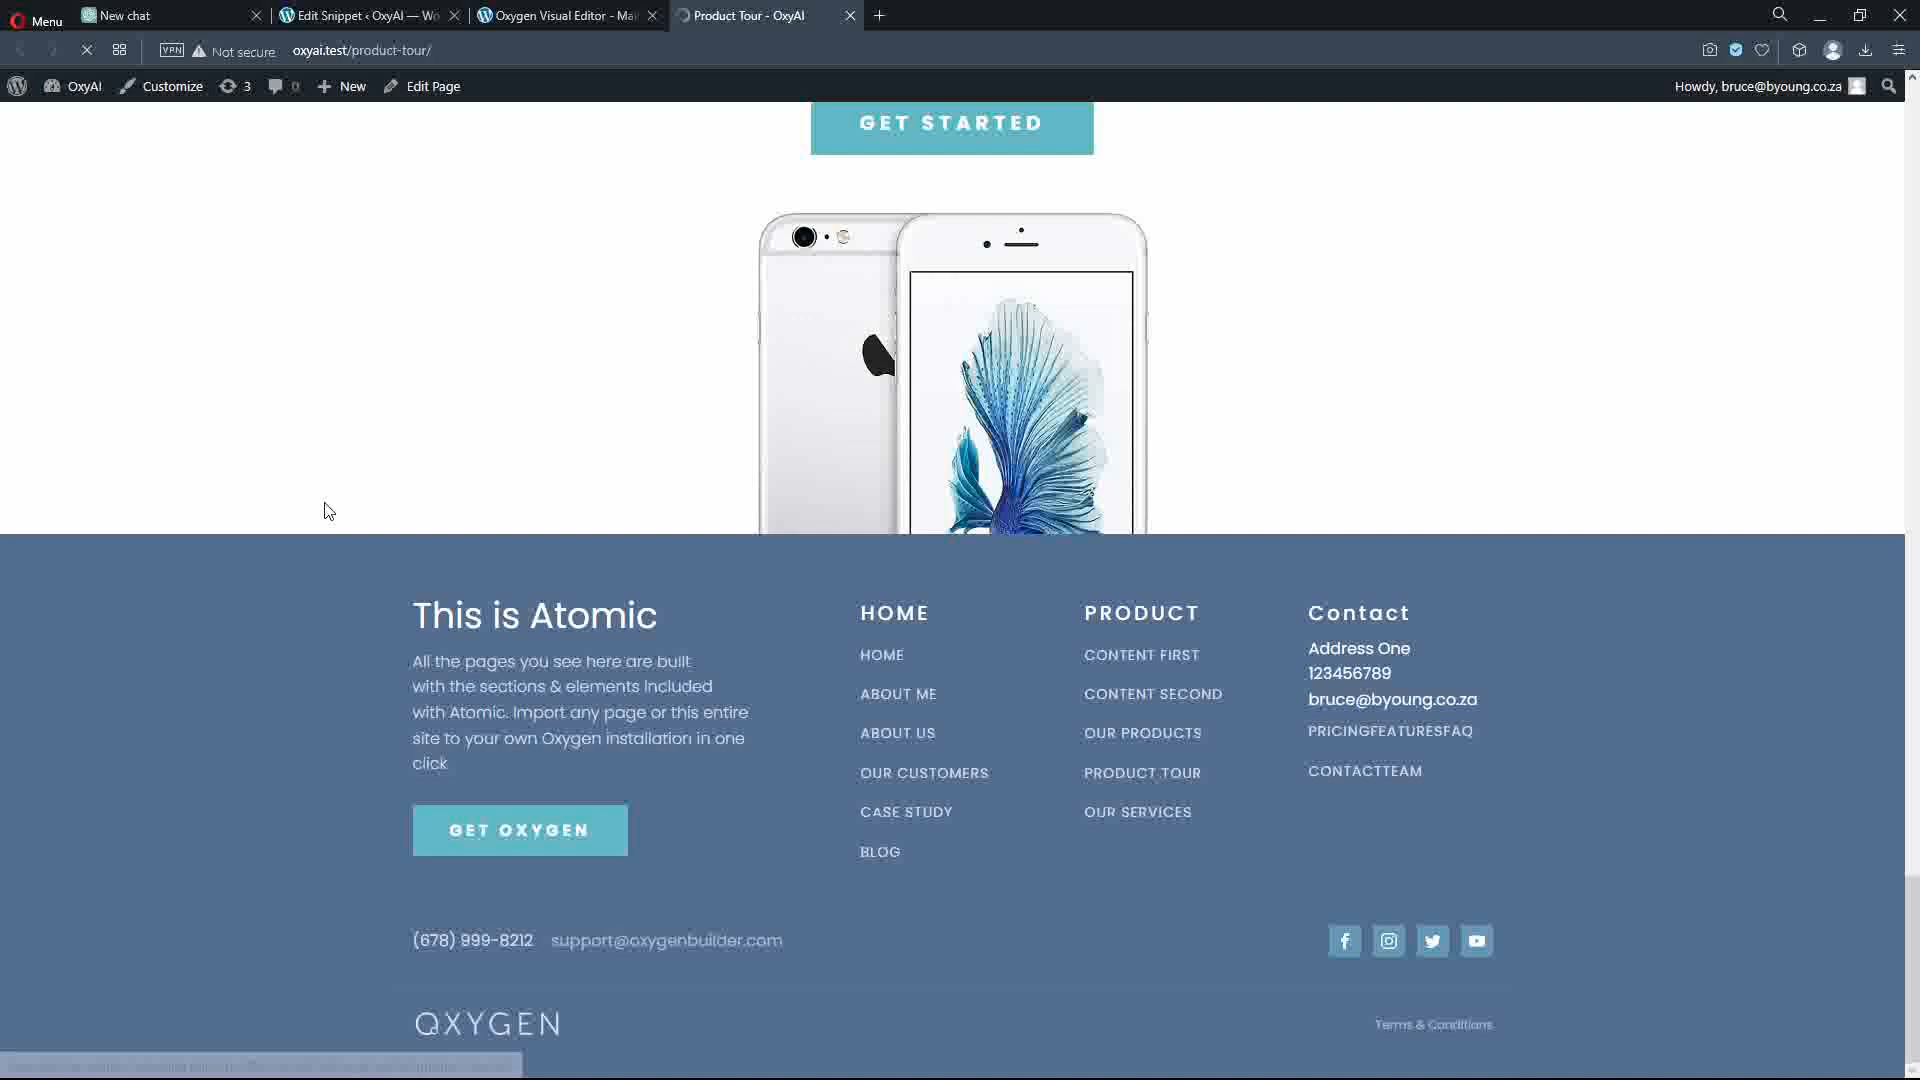 Menu
New chat
Edit Snippet ‹ OxyAI — Wo
Oxygen Visual Editor - Mai
Product Tour - OxyAI
VPN
Not secure
oxyai.test/product-tour/
OxyAI
Customize
3
0
New
Edit Page
Howdy, bruce@byoung.co.za
GET STARTED
This is Atomic
All the pages you see here are built
with the sections & elements included
with Atomic. Import any page or this entire
site to your own Oxygen installation in one
click.
GET OXYGEN
HOME
HOME
ABOUT ME
ABOUT US
OUR CUSTOMERS
CASE STUDY
BLOG
PRODUCT
CONTENT FIRST
CONTENT SECOND
OUR PRODUCTS
PRODUCT TOUR
OUR SERVICES
Contact
Address One
123456789
bruce@byoung.co.za
PRICINGFEATURESFAQ
CONTACTTEAM
(678) 999-8212
support@oxygenbuilder.com
OXYGEN
Terms & Conditions